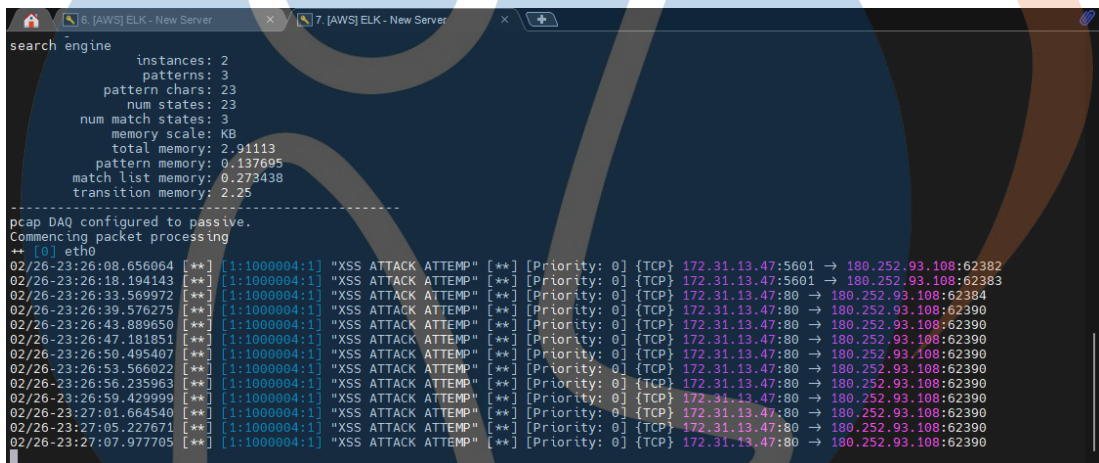 6. [AWS] ELK - New Server
7. [AWS] ELK - New Server
search engine
instances: 2
patterns: 3
pattern chars: 23
num states: 23
num match states: 3
memory scale: KB
total memory: 2.91113
pattern memory: 0.137695
match list memory: 0.273438
transition memory: 2.25
--------------------------------------------------
pcap DAQ configured to passive.
Commencing packet processing
++ [0] eth0
02/26-23:26:08.656064 [**] [1:1000004:1] "XSS ATTACK ATTEMP" [**] [Priority: 0] {TCP} 172.31.13.47:5601 → 180.252.93.108:62382
02/26-23:26:18.194143 [**] [1:1000004:1] "XSS ATTACK ATTEMP" [**] [Priority: 0] {TCP} 172.31.13.47:5601 → 180.252.93.108:62383
02/26-23:26:33.569972 [**] [1:1000004:1] "XSS ATTACK ATTEMP" [**] [Priority: 0] {TCP} 172.31.13.47:80 → 180.252.93.108:62384
02/26-23:26:39.576275 [**] [1:1000004:1] "XSS ATTACK ATTEMP" [**] [Priority: 0] {TCP} 172.31.13.47:80 → 180.252.93.108:62390
02/26-23:26:43.889650 [**] [1:1000004:1] "XSS ATTACK ATTEMP" [**] [Priority: 0] {TCP} 172.31.13.47:80 → 180.252.93.108:62390
02/26-23:26:47.181851 [**] [1:1000004:1] "XSS ATTACK ATTEMP" [**] [Priority: 0] {TCP} 172.31.13.47:80 → 180.252.93.108:62390
02/26-23:26:50.495407 [**] [1:1000004:1] "XSS ATTACK ATTEMP" [**] [Priority: 0] {TCP} 172.31.13.47:80 → 180.252.93.108:62390
02/26-23:26:53.566022 [**] [1:1000004:1] "XSS ATTACK ATTEMP" [**] [Priority: 0] {TCP} 172.31.13.47:80 → 180.252.93.108:62390
02/26-23:26:56.235963 [**] [1:1000004:1] "XSS ATTACK ATTEMP" [**] [Priority: 0] {TCP} 172.31.13.47:80 → 180.252.93.108:62390
02/26-23:26:59.429999 [**] [1:1000004:1] "XSS ATTACK ATTEMP" [**] [Priority: 0] {TCP} 172.31.13.47:80 → 180.252.93.108:62390
02/26-23:27:01.664540 [**] [1:1000004:1] "XSS ATTACK ATTEMP" [**] [Priority: 0] {TCP} 172.31.13.47:80 → 180.252.93.108:62390
02/26-23:27:05.227671 [**] [1:1000004:1] "XSS ATTACK ATTEMP" [**] [Priority: 0] {TCP} 172.31.13.47:80 → 180.252.93.108:62390
02/26-23:27:07.977705 [**] [1:1000004:1] "XSS ATTACK ATTEMP" [**] [Priority: 0] {TCP} 172.31.13.47:80 → 180.252.93.108:62390